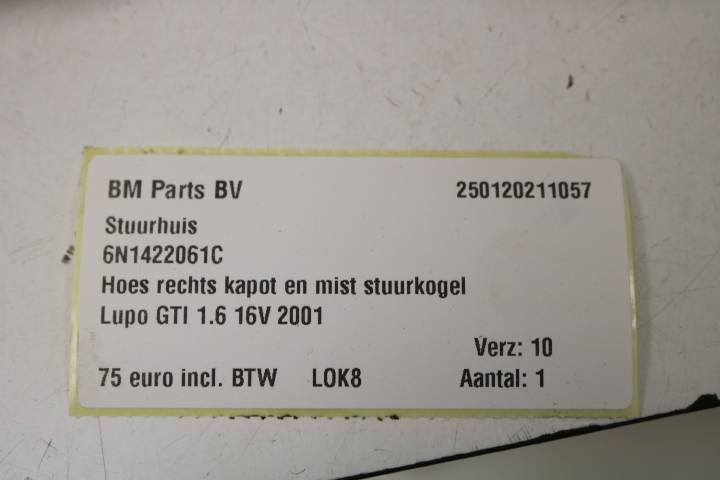 BM Parts BV 250120211057
Stuurhuis
6N1422061C
Hoes rechts kapot en mist stuurkogel
Lupo GTI 1.6 16V 2001
Verz: 10
75 euro incl. BTW LOK8 Aantal: 1